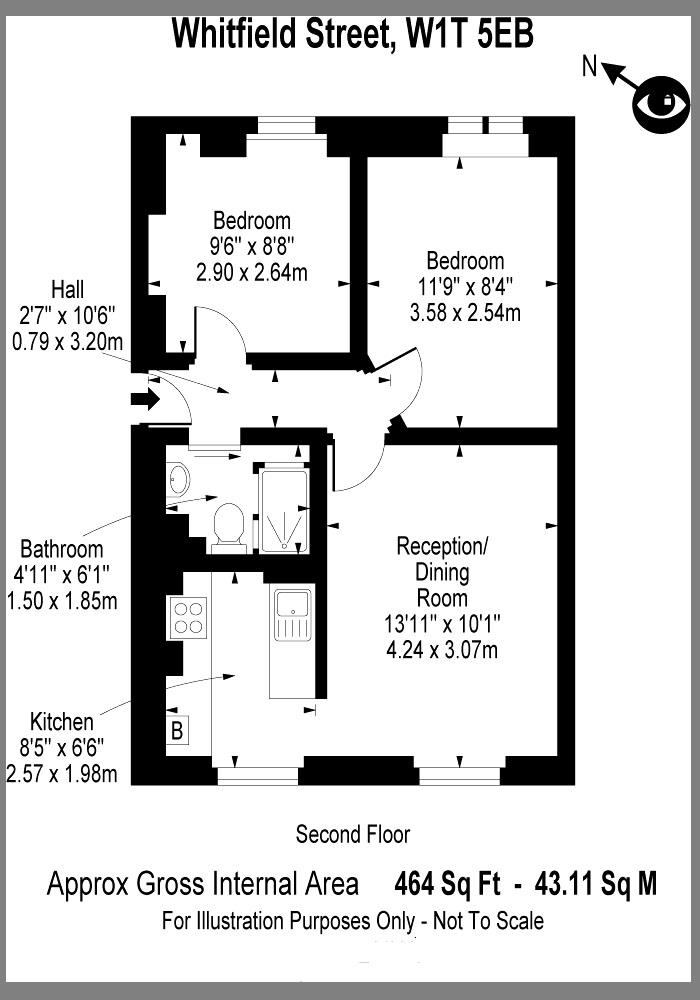 Whitfield Street, W1T 5EB
N
Bedroom
9'6" x 8'8"
2.90 x 2.64m
Bedroom
11'9" x 8'4"
3.58 x 2.54m
Hall
2'7" x 10'6"
0.79 x 3.20m
Bathroom
4'11" x 6'1"
1.50 x 1.85m
Reception/
Dining
Room
13'11" x 10'1"
4.24 x 3.07m
Kitchen
8'5" x 6'6"
2.57 x 1.98m
B
Second Floor
Approx Gross Internal Area 464 Sq Ft - 43.11 Sq M
For Illustration Purposes Only - Not To Scale